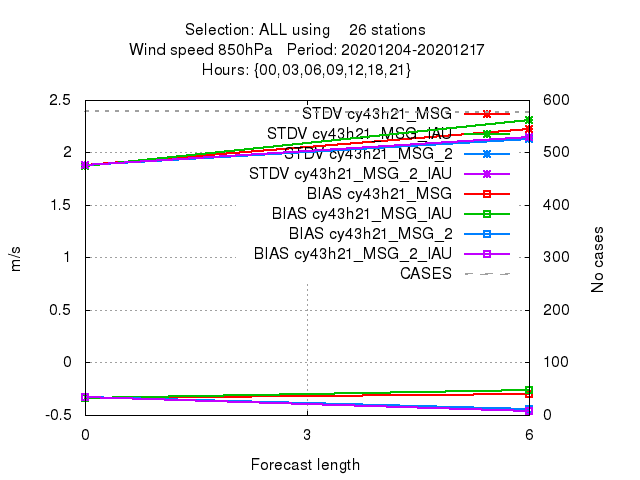 Selection: ALL using 26 stations
Wind speed 850hPa Period: 20201204-20201217
Hours: {00,03,06,09,12,18,21}
2.5
2
1.5
1
0.5
0
-0.5
m/s
600
500
400
300
200
100
0
No cases
STDV cy43h21_MSG
STDV cy43h21_MSG_IAU
STDV cy43h21_MSG_2
STDV cy43h21_MSG_2_IAU
BIAS cy43h21_MSG
BIAS cy43h21_MSG_IAU
BIAS cy43h21_MSG_2
BIAS cy43h21_MSG_2_IAU
CASES
0 3 6
Forecast length